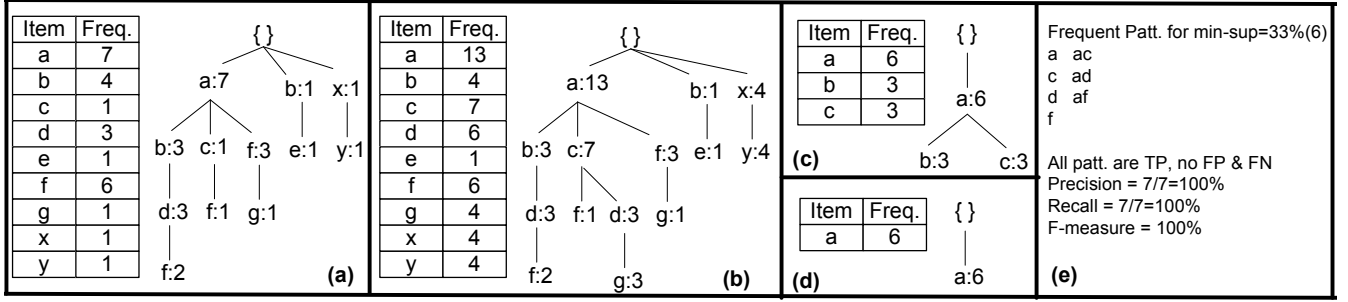 Item Freq.
a 7
b 4
c 1
d 3
e 1
f 6
g 1
x 1
y 1
{ }
a:7 b:1 x:1
b:3 c:1 f:3 e:1 y:1
d:3 f:1 g:1
f:2
(a)
Item Freq.
a 13
b 4
c 7
d 6
e 1
f 6
g 4
x 4
y 4
{ }
a:13 b:1 x:4
b:3 c:7 f:3 e:1 y:4
d:3 f:1 d:3 g:1
f:2 g:3
(b)
Item Freq.
a 6
b 3
c 3
{ }
a:6
b:3 c:3
(c)
Item Freq.
a 6
{ }
a:6
(d)
Frequent Patt. for min-sup=33%(6)
a ac
c ad
d af
f
All patt. are TP, no FP & FN
Precision = 7/7=100%
Recall = 7/7=100%
F-measure = 100%
(e)